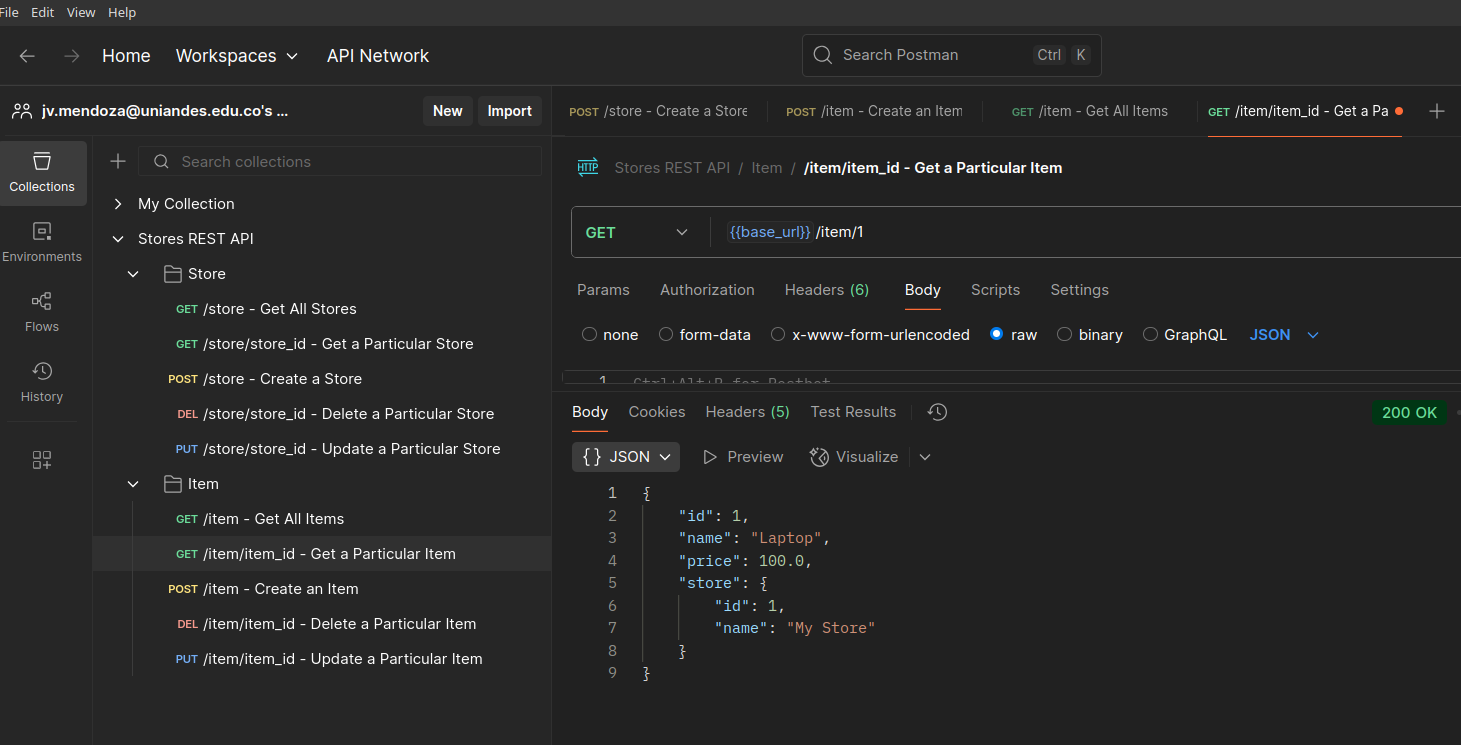 File Edit View Help
Home Workspaces API Network Search Postman Ctrl K
jv.mendoza@uniandes.edu.co's ... New Import
POST /store - Create a Store POST /item - Create an Item GET /item - Get All Items GET /item/item_id - Get a Pa
Collections
Environments
Flows
History
Search collections
My Collection
Stores REST API
Store
GET /store - Get All Stores
GET /store/store_id - Get a Particular Store
POST /store - Create a Store
DEL /store/store_id - Delete a Particular Store
PUT /store/store_id - Update a Particular Store
Item
GET /item - Get All Items
GET /item/item_id - Get a Particular Item
POST /item - Create an Item
DEL /item/item_id - Delete a Particular Item
PUT /item/item_id - Update a Particular Item
HTTP Stores REST API / Item / /item/item_id - Get a Particular Item
GET {{base_url}} /item/1
Params Authorization Headers (6) Body Scripts Settings
none form-data x-www-form-urlencoded raw binary GraphQL JSON
1 Ctrl+Alt+P for Postbot
Body Cookies Headers (5) Test Results 200 OK
{} JSON Preview Visualize
1 {
2 "id": 1,
3 "name": "Laptop",
4 "price": 100.0,
5 "store": {
6 "id": 1,
7 "name": "My Store"
8 }
9 }